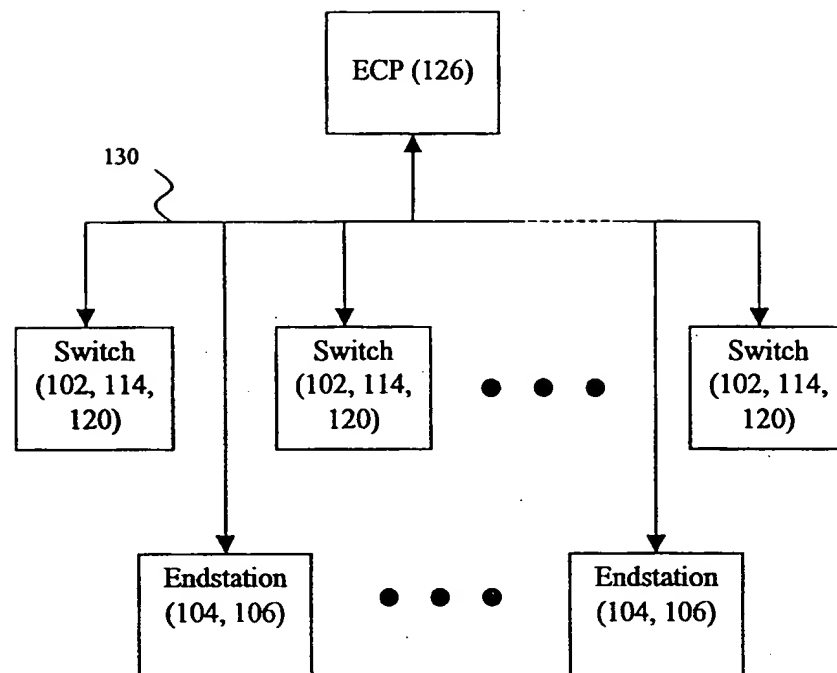 ECP (126)
130
Switch
(102, 114,
120)
Switch
(102, 114,
120)
Switch
(102, 114,
120)
Endstation
(104, 106)
Endstation
(104, 106)